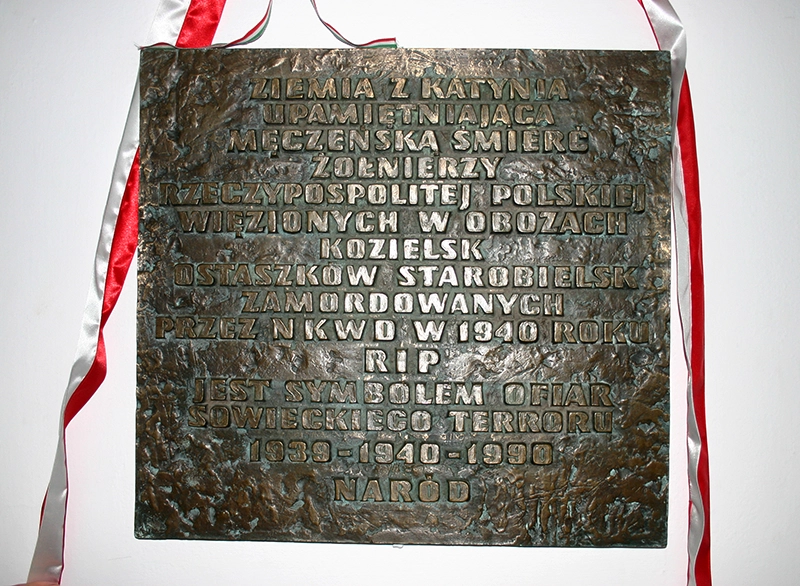 ZIEMIA Z KATYNIA
UPAMIĘTNIAJĄCA
MĘCZEŃSKĄ ŚMIERĆ
ŻOŁNIERZY
RZECZYPOSPOLITEJ POLSKIEJ
WIĘZIONYCH W OBOZACH
KOZIELSK
OSTASZKÓW STAROBIELSK
ZAMORDOWANYCH
PRZEZ NKWD W 1940 ROKU
RIP
JEST SYMBOLEM OFIAR
SOWIECKIEGO TERRORU
1939-1940-1990
NARÓD